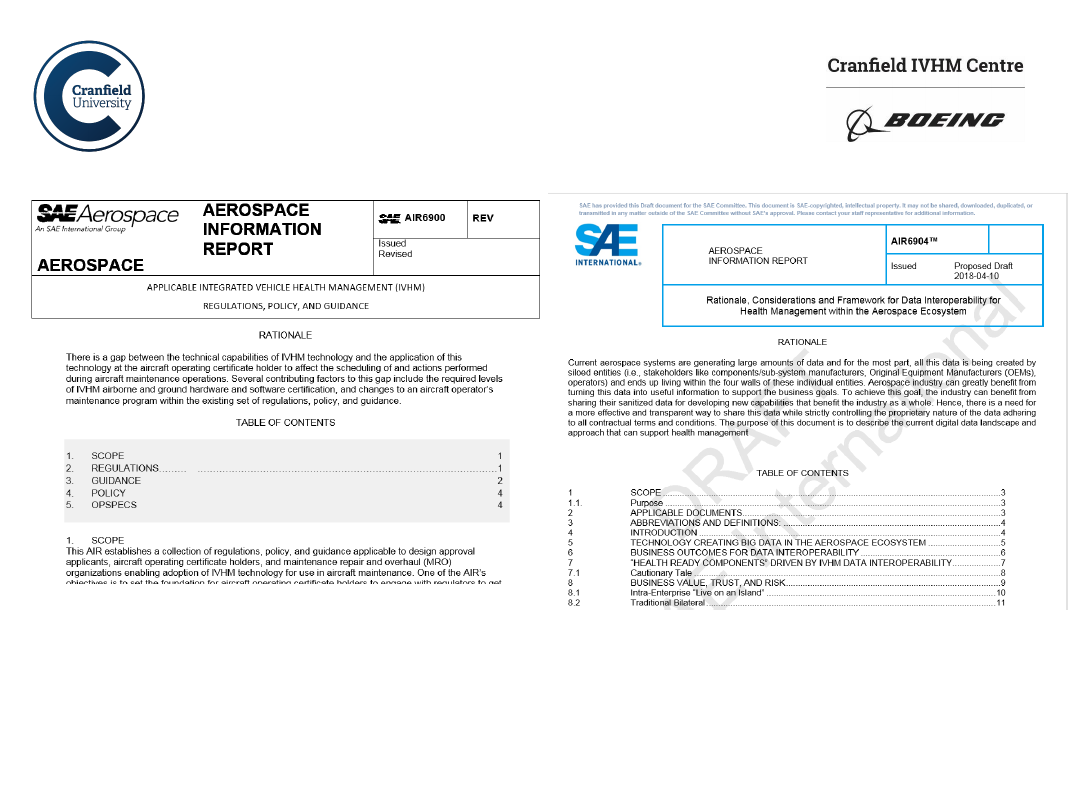 Cranfield
University
Cranfield IVHM Centre
BOEING
SAE Aerospace
An SAE International Group
AEROSPACE
INFORMATION
REPORT
SAE AIR6900
REV
Issued
Revised
AEROSPACE
APPLICABLE INTEGRATED VEHICLE HEALTH MANAGEMENT (IVHM)
REGULATIONS, POLICY, AND GUIDANCE
RATIONALE
There is a gap between the technical capabilities of IVHM technology and the application of this
technology at the aircraft operating certificate holder to affect the scheduling of and actions performed
during aircraft maintenance operations. Several contributing factors to this gap include the required levels
of IVHM airborne and ground hardware and software certification, and changes to an aircraft operator's
maintenance program within the existing set of regulations, policy, and guidance.
TABLE OF CONTENTS
1. SCOPE 1
2. REGULATIONS......... ...............................................................................................1
3. GUIDANCE 2
4. POLICY 4
5. OPSPECS 4
1. SCOPE
This AIR establishes a collection of regulations, policy, and guidance applicable to design approval
applicants, aircraft operating certificate holders, and maintenance repair and overhaul (MRO)
organizations enabling adoption of IVHM technology for use in aircraft maintenance. One of the AIR's
objectives is to set the foundation for aircraft operating certificate holders to engage with regulators to get
SAE has provided this Draft document for the SAE Committee. This document is SAE-copyrighted, intellectual property. It may not be shared, downloaded, duplicated, or
transmitted in any matter outside of the SAE Committee without SAE's approval. Please contact your staff representative for additional information.
SAE
INTERNATIONAL®
AEROSPACE
INFORMATION REPORT
AIR6904™
Issued Proposed Draft
2018-04-10
Rationale, Considerations and Framework for Data Interoperability for
Health Management within the Aerospace Ecosystem
RATIONALE
Current aerospace systems are generating large amounts of data and for the most part, all this data is being created by
siloed entities (i.e., stakeholders like components/sub-system manufacturers, Original Equipment Manufacturers (OEMs),
operators) and ends up living within the four walls of these individual entities. Aerospace industry can greatly benefit from
turning this data into useful information to support the business goals. To achieve this goal, the industry can benefit from
sharing their sanitized data for developing new capabilities that benefit the industry as a whole. Hence, there is a need for
a more effective and transparent way to share this data while strictly controlling the proprietary nature of the data adhering
to all contractual terms and conditions. The purpose of this document is to describe the current digital data landscape and
approach that can support health management
TABLE OF CONTENTS
1 SCOPE.......................................................................3
1.1. Purpose.......................................................................3
2 APPLICABLE DOCUMENTS.......................................................................3
3 ABBREVIATIONS AND DEFINITIONS: .......................................................................4
4 INTRODUCTION.......................................................................4
5 TECHNOLOGY CREATING BIG DATA IN THE AEROSPACE ECOSYSTEM ..........................5
6 BUSINESS OUTCOMES FOR DATA INTEROPERABILITY.......................................................6
7 "HEALTH READY COMPONENTS" DRIVEN BY IVHM DATA INTEROPERABILITY..................7
7.1 Cautionary Tale.......................................................................8
8 BUSINESS VALUE, TRUST, AND RISK.......................................................................9
8.1 Intra-Enterprise "Live on an Island".......................................................................10
8.2 Traditional Bilateral.......................................................................11
DRAFT
International